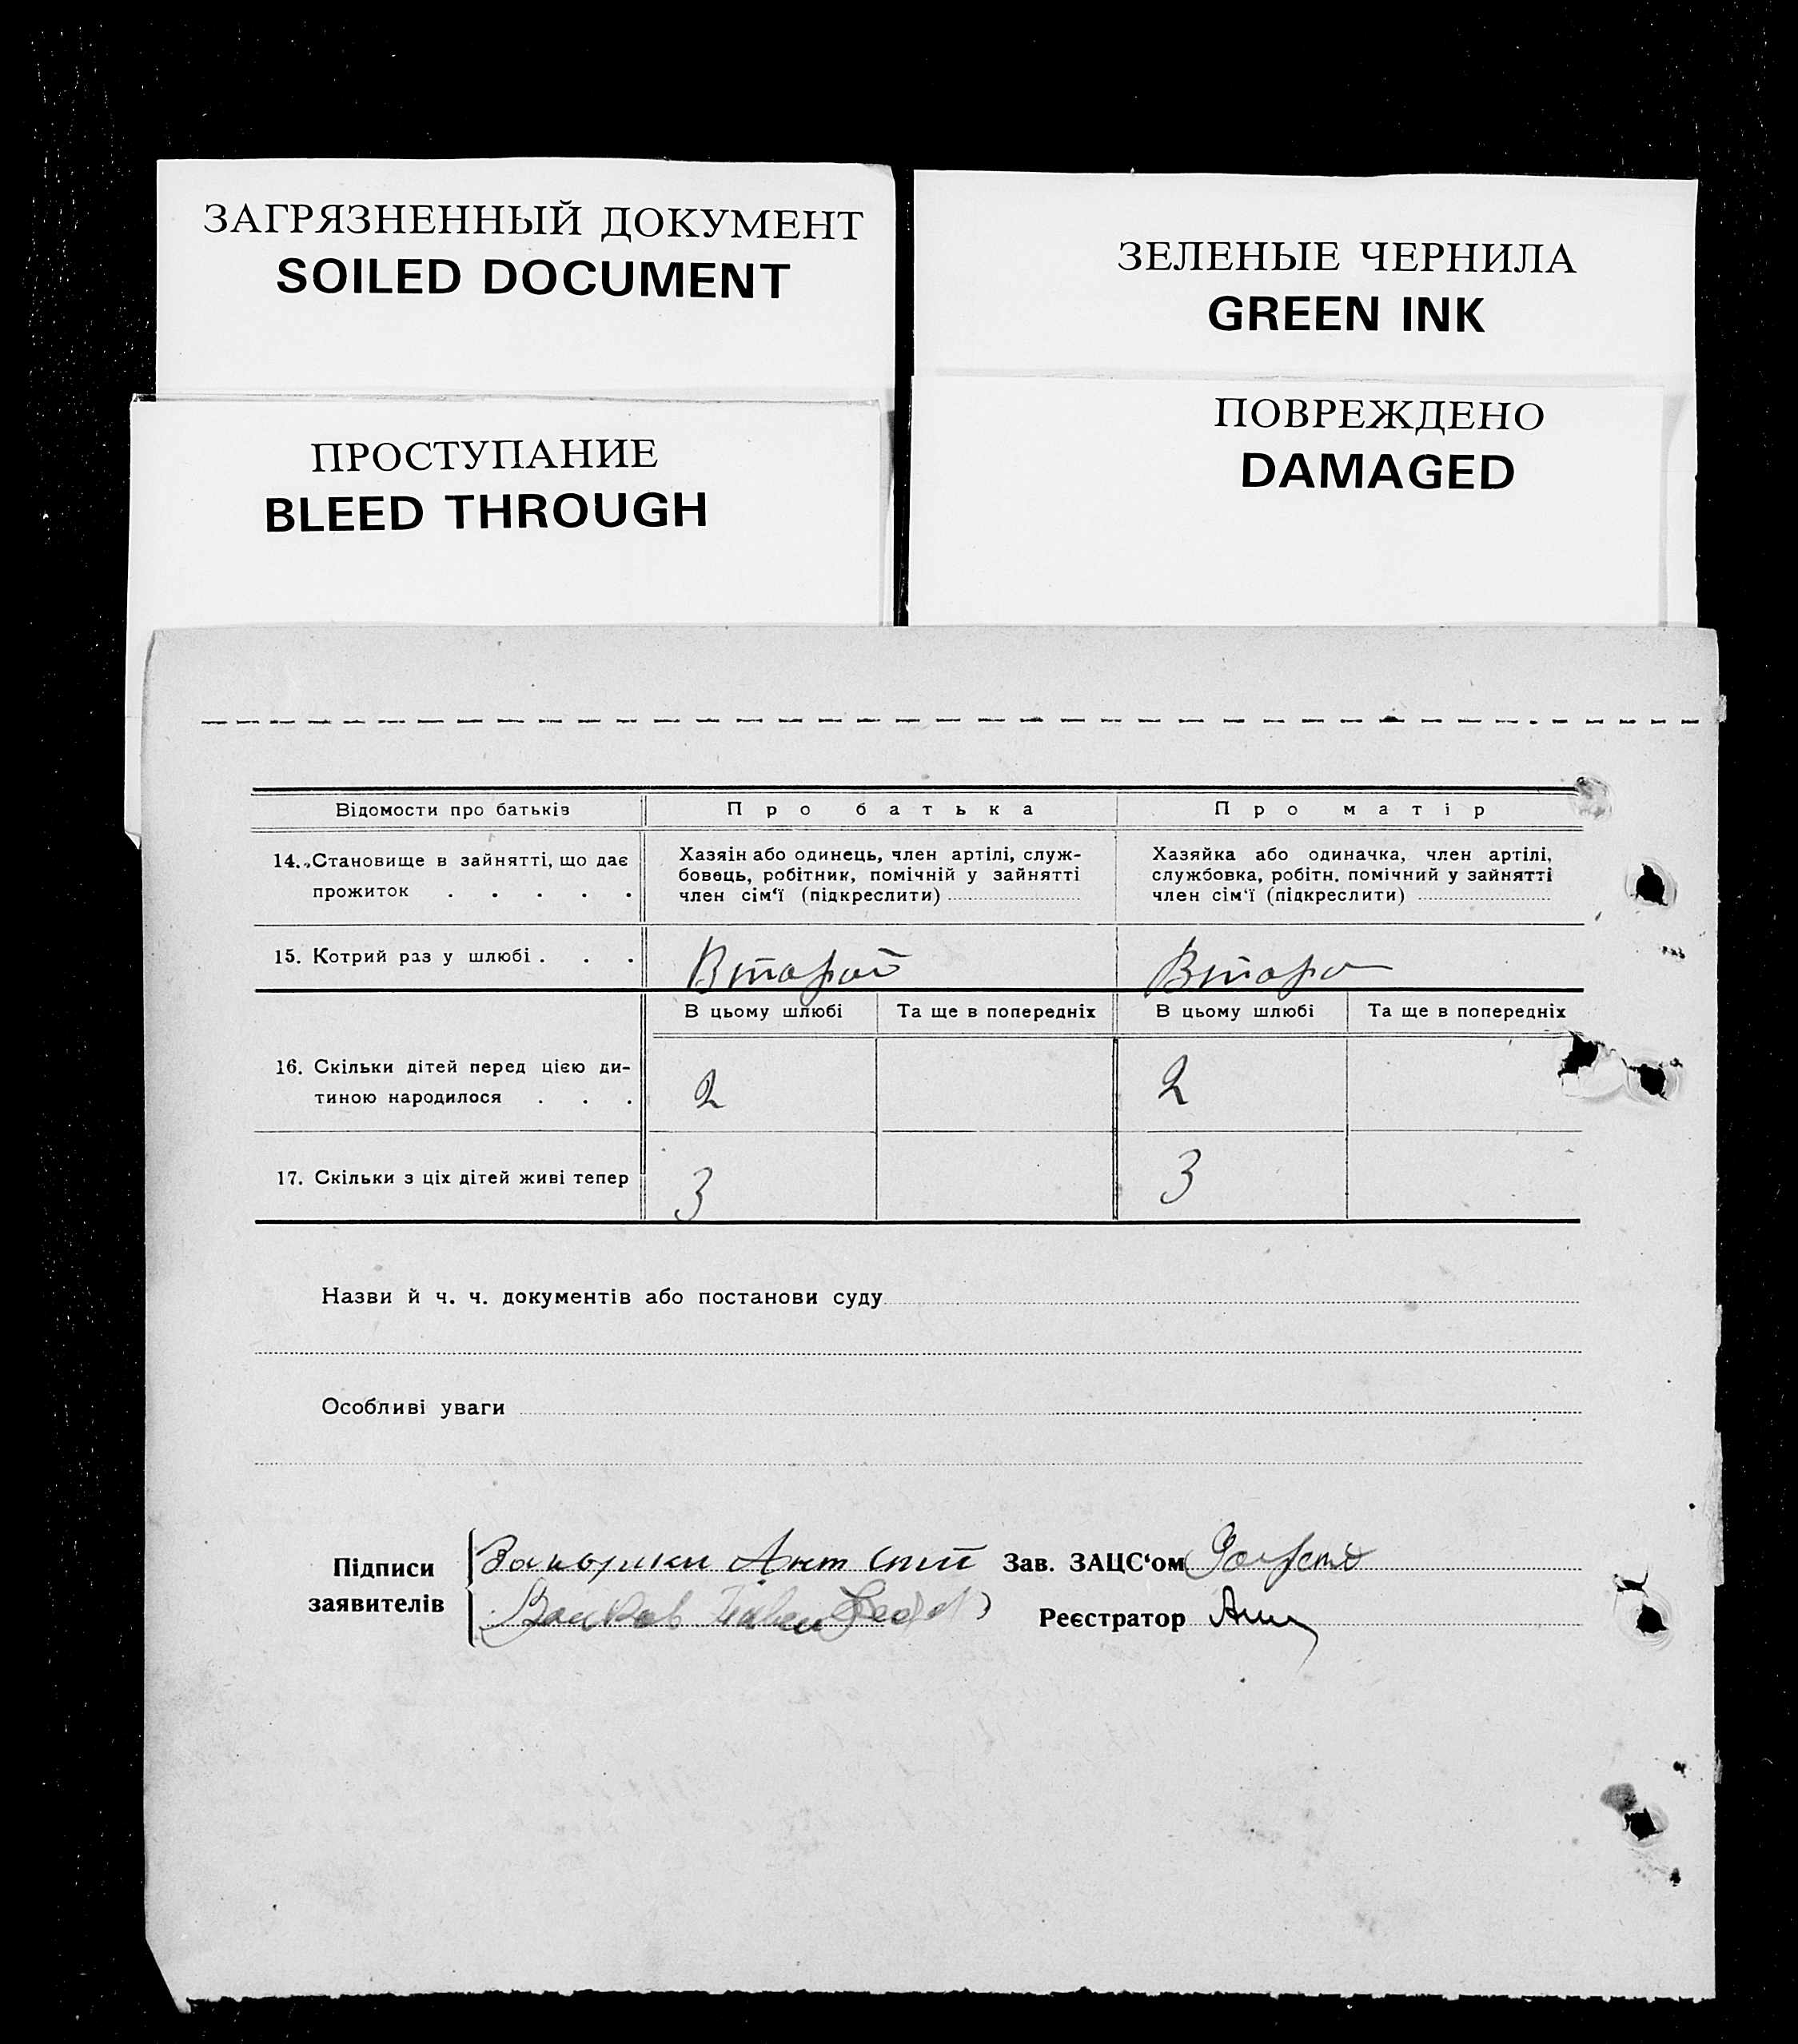 ЗАГРЯЗНЕННЫЙ ДОКУМЕНТ
SOILED DOCUMENT
ЗЕЛЕНЫЕ ЧЕРНИЛА
GREEN INK
ПРОСТУПАНИЕ
BLEED THROUGH
ПОВРЕЖДЕНО
DAMAGED
Відомости про батьків
Про батька
Про матір
14. Становище в зайнятті, що дає
прожиток . . . . .
Хазяін або одинець, член артілі, служ-
бовець, робітник, помічній у зайнятті
член сім‘ї (підкреслити)
Хазяйка або одиначка, член артілі,
службовка, робітн. помічний у зайнятті
член сім‘ї (підкреслити)
15. Котрий раз у шлюбі . . .
Второй
Второ
В цьому шлюбі
Та ще в попередніх
В цьому шлюбі
Та ще в попередніх
16. Скільки дітей перед цією ди-
тиною народилося . . .
2
2
17. Скільки з ціх дітей живі тепер
3
3
Назви й ч. ч. документів або постанови суду
Особливі уваги
Підписи
заявителів
Зав. ЗАЦС‘ом
Реєстратор